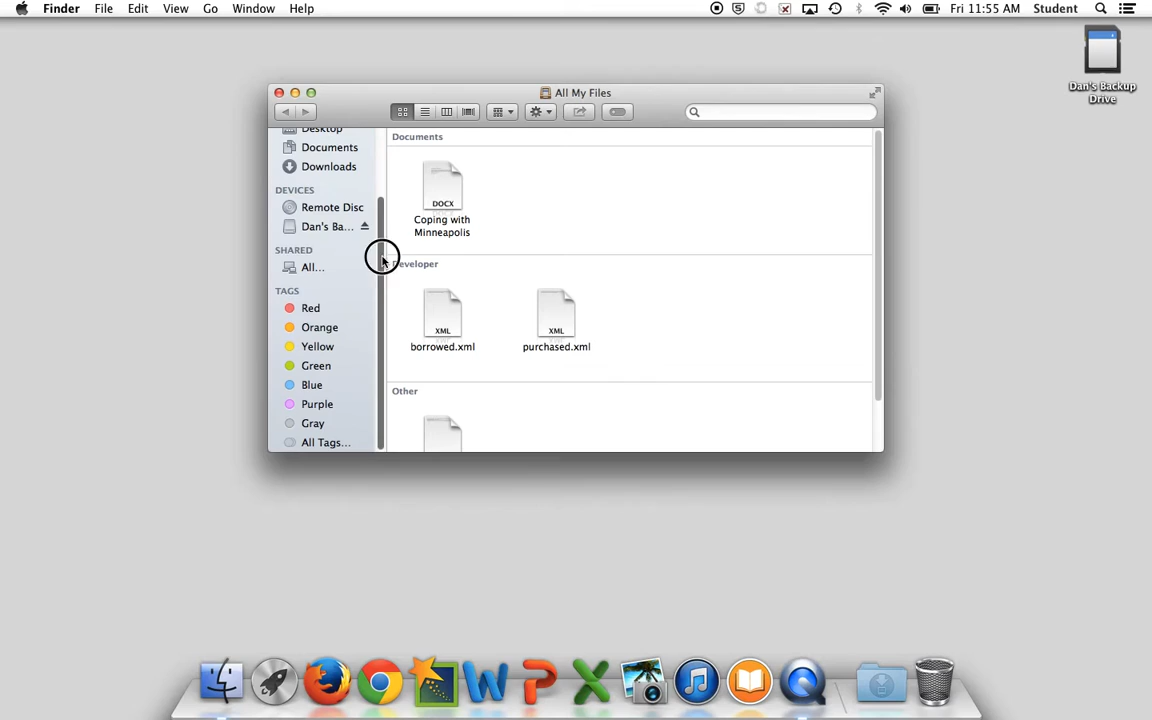 Finder File Edit View Go Window Help Fri 11:55 AM Student
Dan's Backup
Drive
All My Files
Desktop
Documents
Downloads
DEVICES
Remote Disc
Dan's Ba...
SHARED
All...
TAGS
Red
Orange
Yellow
Green
Blue
Purple
Gray
All Tags...
Documents
DOCX
Coping with
Minneapolis
Developer
XML
borrowed.xml
XML
purchased.xml
Other